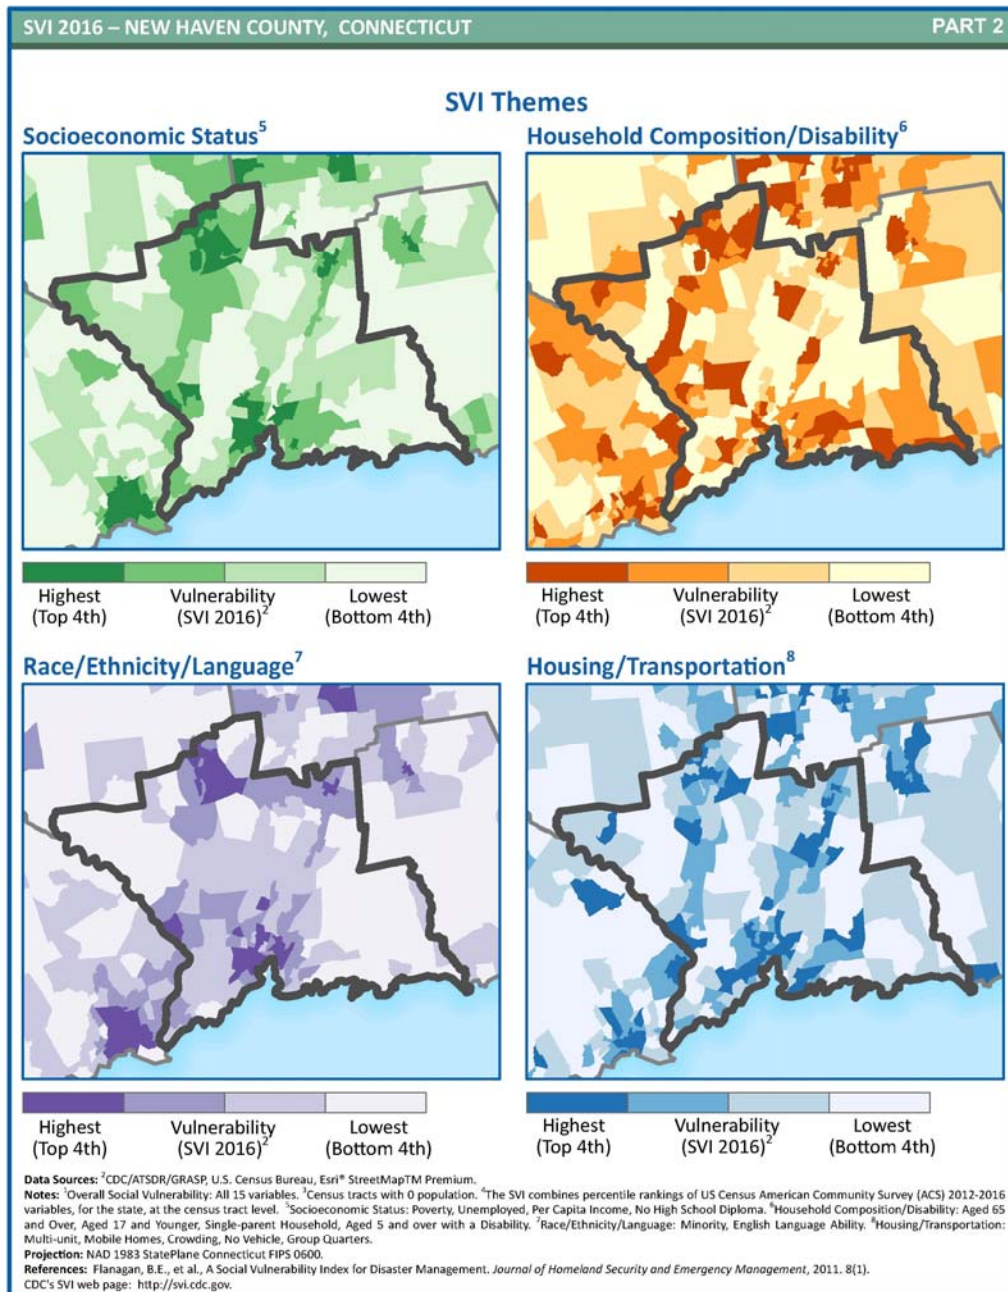 SVI 2016 – NEW HAVEN COUNTY, CONNECTICUT PART 2
SVI Themes
Socioeconomic Status⁵
Household Composition/Disability⁶
Highest
(Top 4th)
Vulnerability
(SVI 2016)²
Lowest
(Bottom 4th)
Highest
(Top 4th)
Vulnerability
(SVI 2016)²
Lowest
(Bottom 4th)
Race/Ethnicity/Language⁷
Housing/Transportation⁸
Highest
(Top 4th)
Vulnerability
(SVI 2016)²
Lowest
(Bottom 4th)
Highest
(Top 4th)
Vulnerability
(SVI 2016)²
Lowest
(Bottom 4th)
Data Sources: ²CDC/ATSDR/GRASP, U.S. Census Bureau, Esri® StreetMapTM Premium.
Notes: ¹Overall Social Vulnerability: All 15 variables. ³Census tracts with 0 population. ⁴The SVI combines percentile rankings of US Census American Community Survey (ACS) 2012-2016
variables, for the state, at the census tract level. ⁵Socioeconomic Status: Poverty, Unemployed, Per Capita Income, No High School Diploma. ⁶Household Composition/Disability: Aged 65
and Over, Aged 17 and Younger, Single-parent Household, Aged 5 and over with a Disability. ⁷Race/Ethnicity/Language: Minority, English Language Ability. ⁸Housing/Transportation:
Multi-unit, Mobile Homes, Crowding, No Vehicle, Group Quarters.
Projection: NAD 1983 StatePlane Connecticut FIPS 0600.
References: Flanagan, B.E., et al., A Social Vulnerability Index for Disaster Management. Journal of Homeland Security and Emergency Management, 2011. 8(1).
CDC's SVI web page: http://svi.cdc.gov.